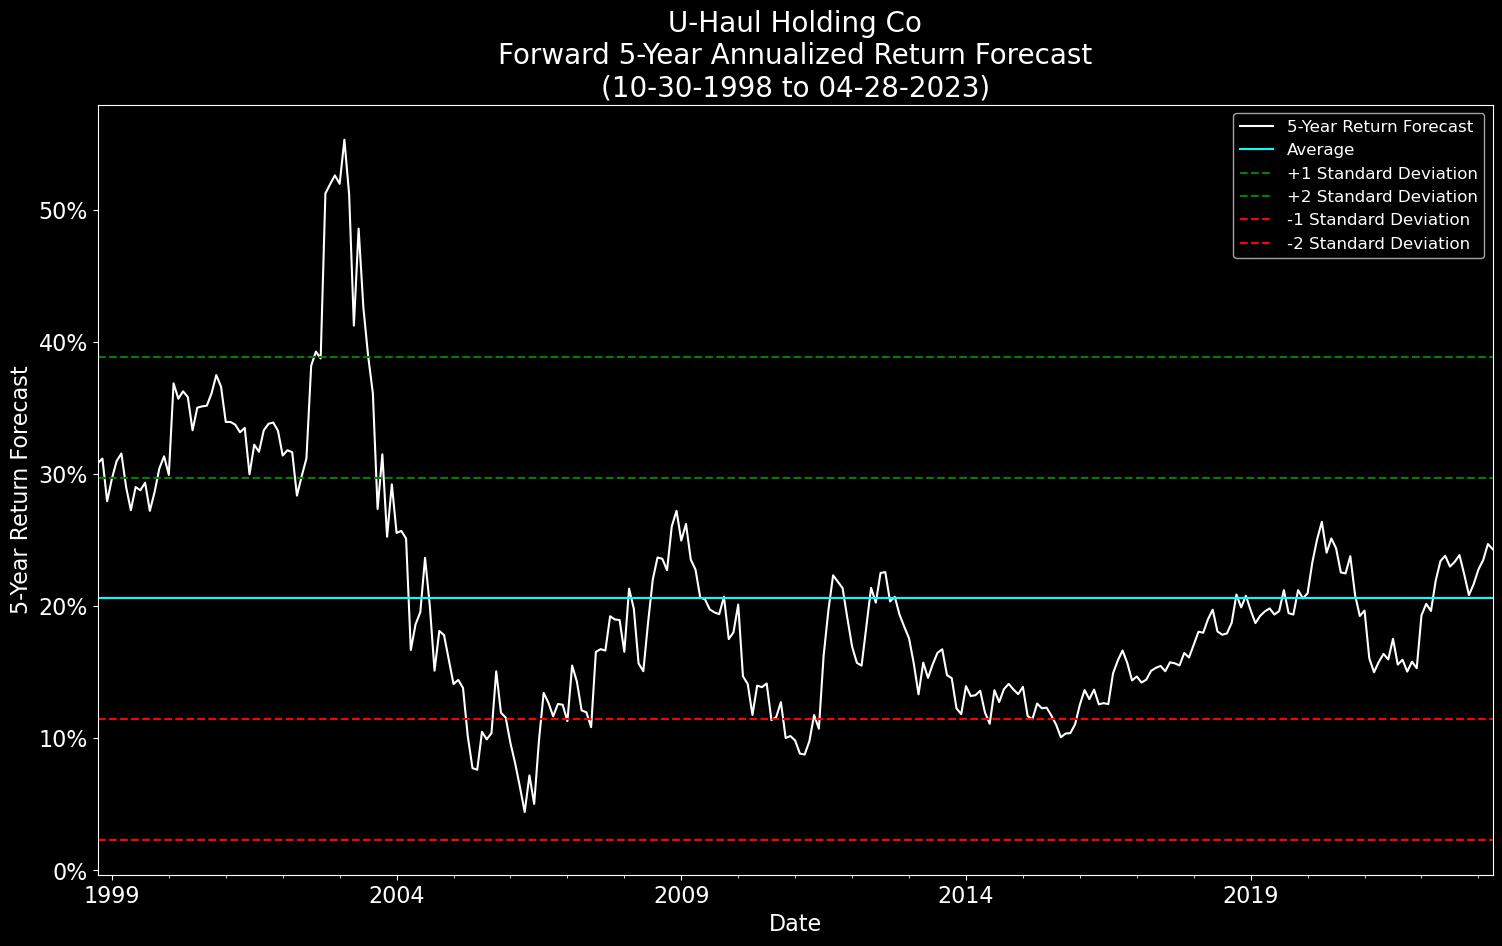 U-Haul Holding Co
Forward 5-Year Annualized Return Forecast
(10-30-1998 to 04-28-2023)
5-Year Return Forecast
Average
+1 Standard Deviation
+2 Standard Deviation
-1 Standard Deviation
-2 Standard Deviation
5-Year Return Forecast
50%
40%
30%
20%
10%
0%
1999
2004
2009
2014
2019
Date